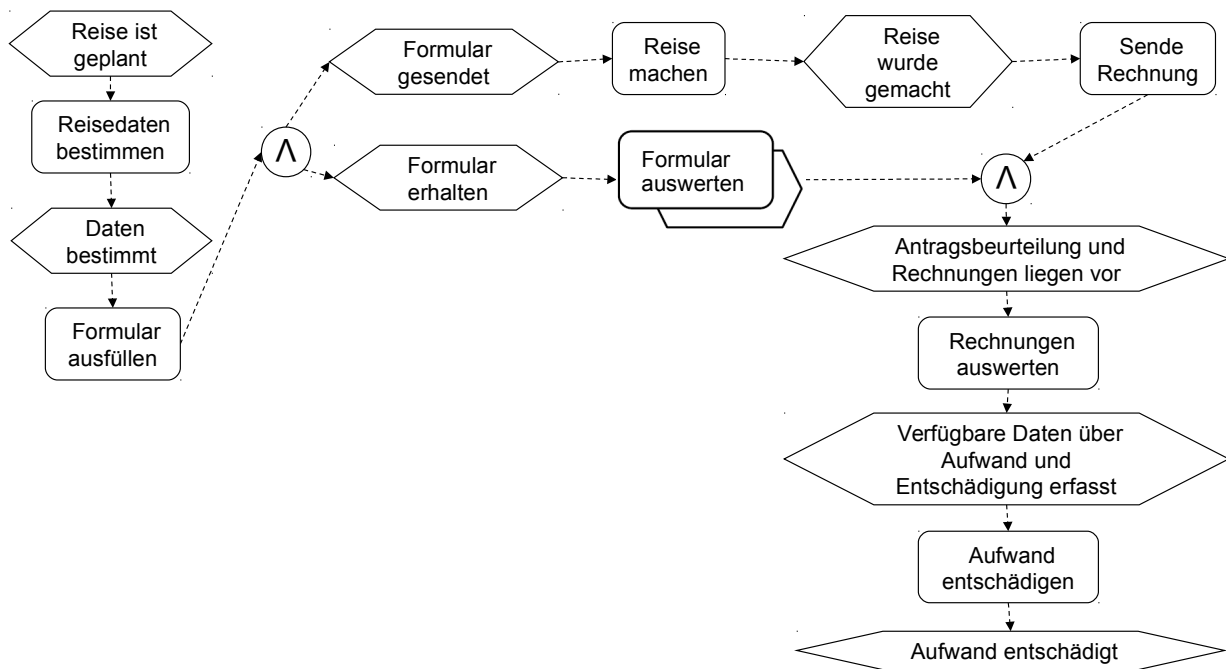 Reise ist
geplant
Reisedaten
bestimmen
Daten
bestimmt
Formular
ausfüllen
Λ
Formular
gesendet
Reise
machen
Reise
wurde
gemacht
Sende
Rechnung
Formular
erhalten
Formular
auswerten
Λ
Antragsbeurteilung und
Rechnungen liegen vor
Rechnungen
auswerten
Verfügbare Daten über
Aufwand und
Entschädigung erfasst
Aufwand
entschädigen
Aufwand entschädigt